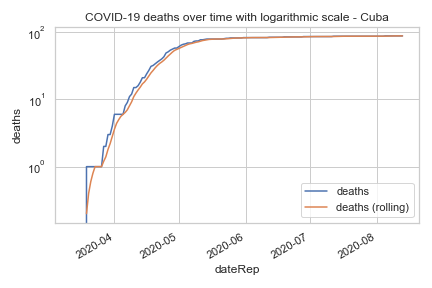 COVID-19 deaths over time with logarithmic scale - Cuba
deaths
10²
10¹
10⁰
deaths
deaths (rolling)
2020-04
2020-05
2020-06
2020-07
2020-08
dateRep